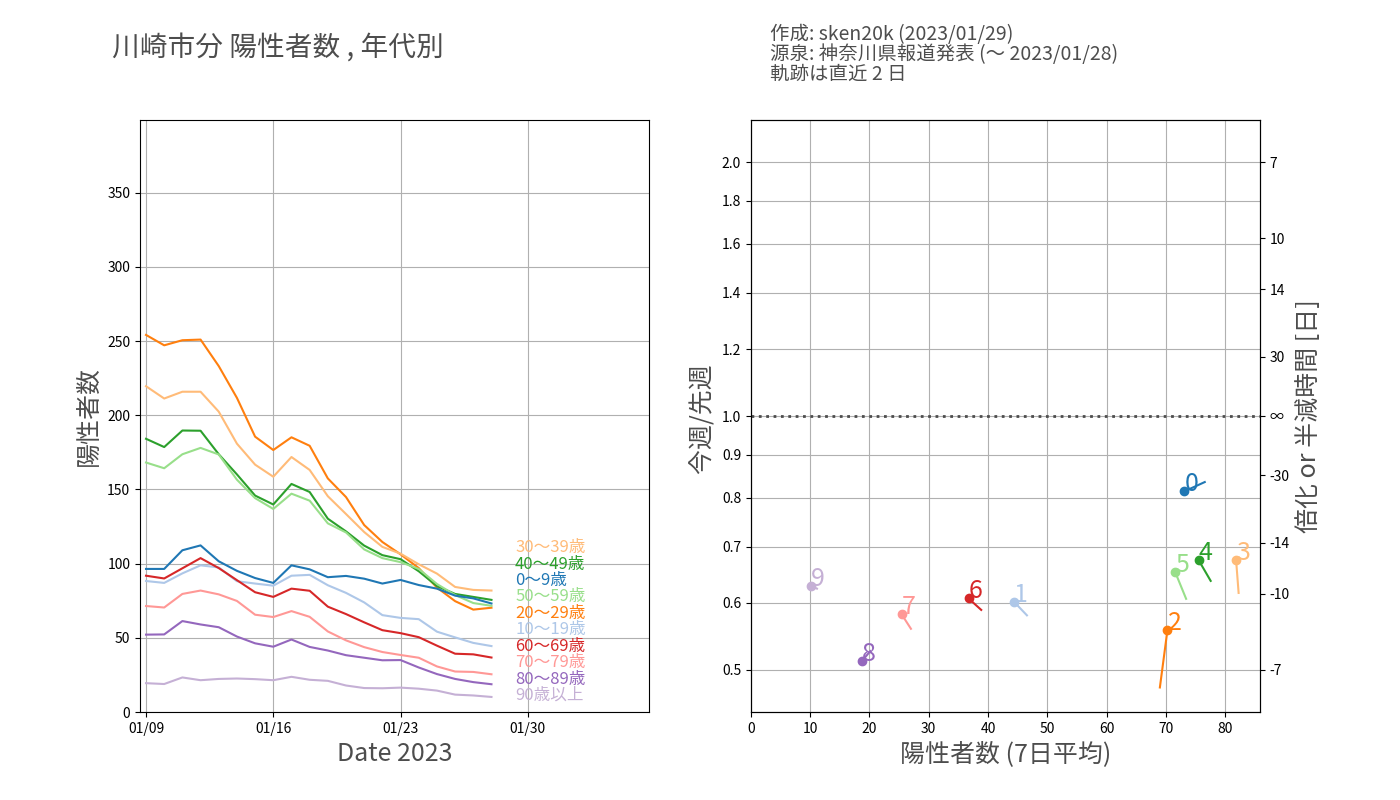 川崎市分 陽性者数 , 年代別
作成: sken20k (2023/01/29)
源泉: 神奈川県報道発表 (〜 2023/01/28)
軌跡は直近 2 日
陽性者数
350
300
250
200
150
100
50
0
30〜39歳
40〜49歳
0〜9歳
50〜59歳
20〜29歳
10〜19歳
60〜69歳
70〜79歳
80〜89歳
90歳以上
01/09
01/16
01/23
01/30
Date 2023
今週/先週
2.0
1.8
1.6
1.4
1.2
1.0
0.9
0.8
0.7
0.6
0.5
0
4
3
5
9
6
1
7
2
8
7
10
14
30
∞
-30
-14
-10
-7
倍化 or 半減時間 [日]
0
10
20
30
40
50
60
70
80
陽性者数 (7日平均)